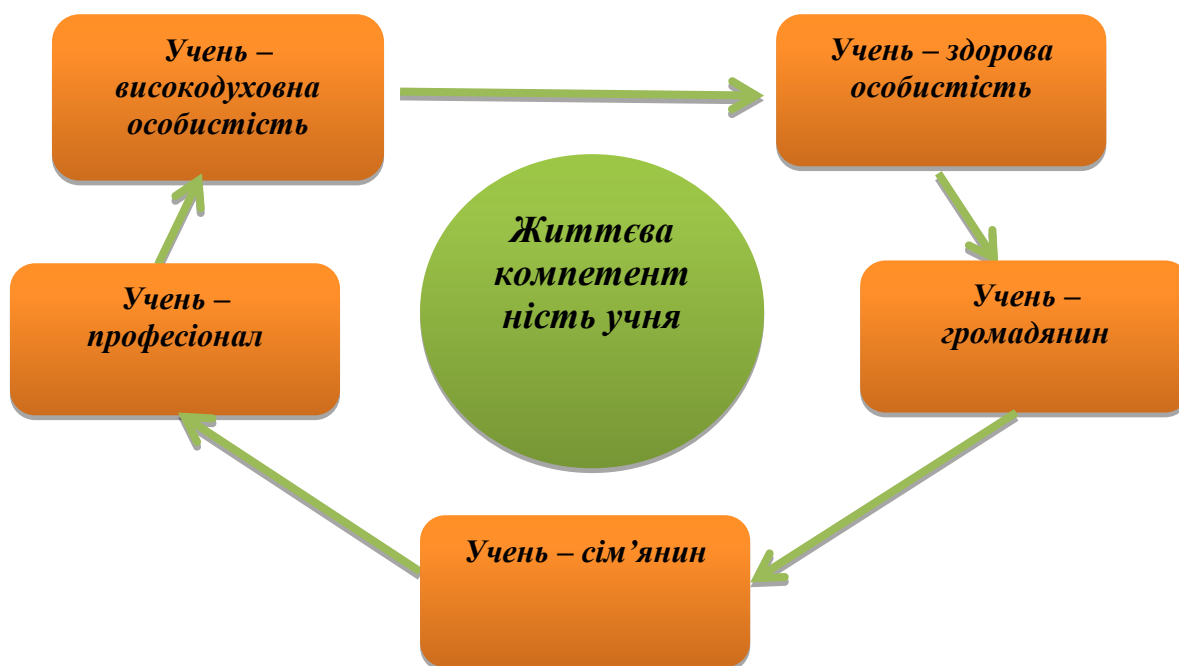 Учень –
високодуховна
особистість
Учень – здорова
особистість
Життєва
компетент
ність учня
Учень –
професіонал
Учень –
громадянин
Учень – сім’янин